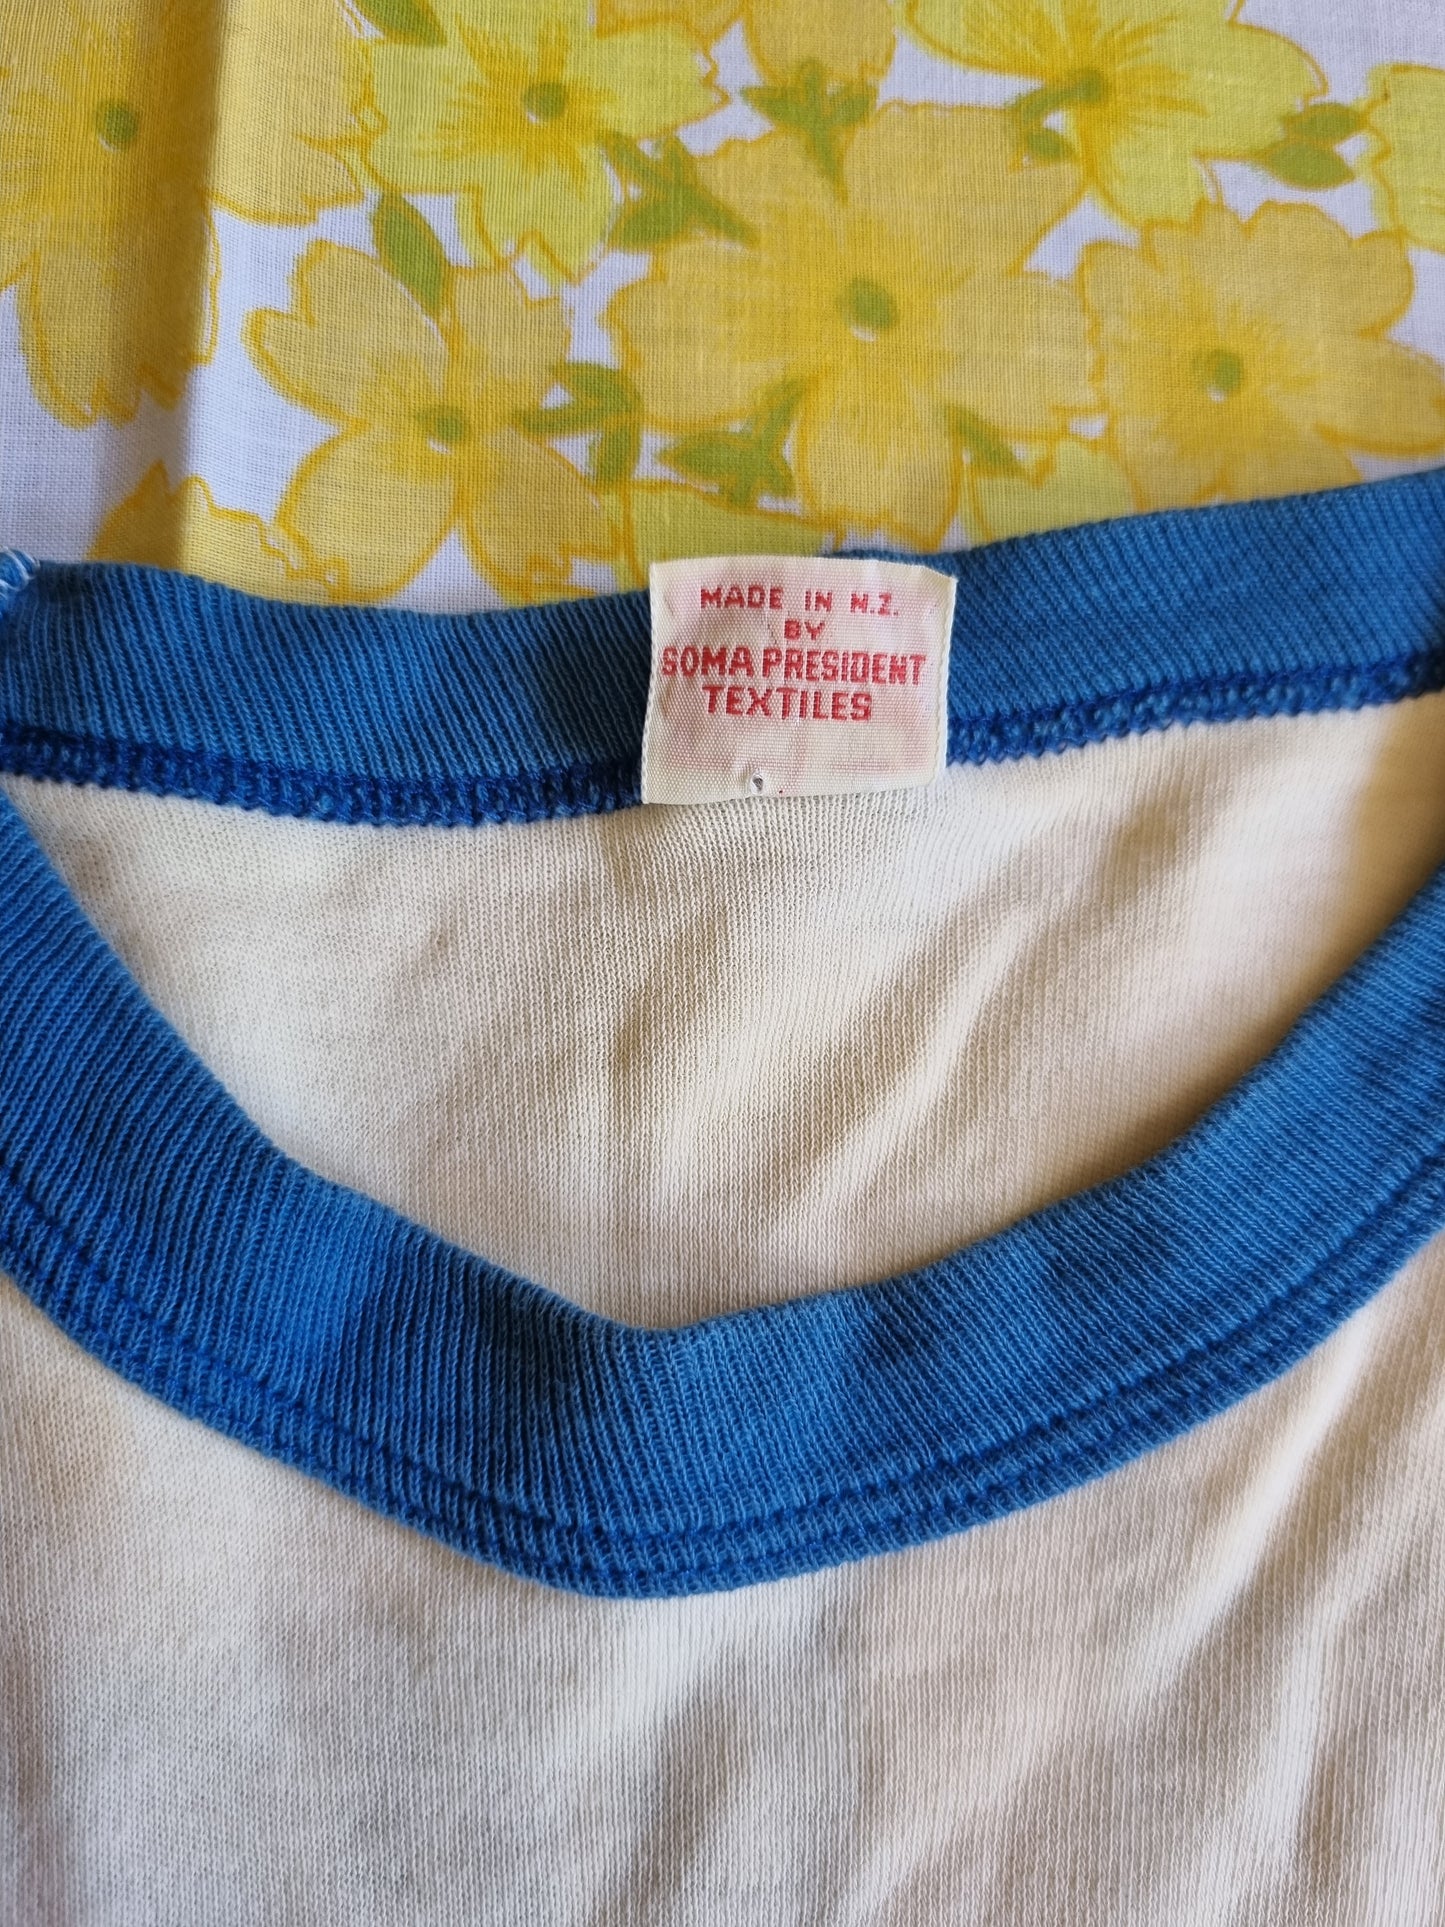 MADE IN N.Z.
BY
SOMA PRESIDENT
TEXTILES